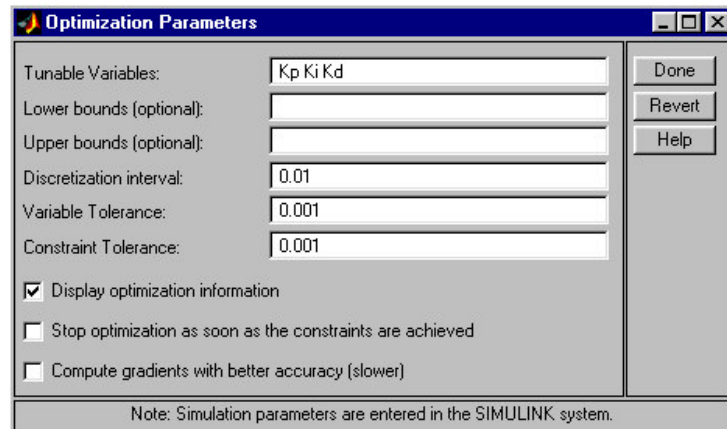 Optimization Parameters
Tunable Variables: Kp Ki Kd
Done
Lower bounds (optional):
Revert
Upper bounds (optional):
Help
Discretization interval: 0.01
Variable Tolerance: 0.001
Constraint Tolerance: 0.001
Display optimization information
Stop optimization as soon as the constraints are achieved
Compute gradients with better accuracy (slower)
Note: Simulation parameters are entered in the SIMULINK system.